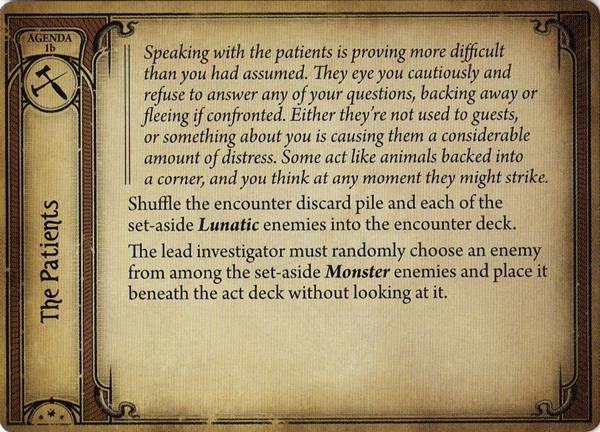 AGENDA
1b
The Patients
Speaking with the patients is proving more difficult
than you had assumed. They eye you cautiously and
refuse to answer any of your questions, backing away or
fleeing if confronted. Either they're not used to guests,
or something about you is causing them a considerable
amount of distress. Some act like animals backed into
a corner, and you think at any moment they might strike.
Shuffle the encounter discard pile and each of the
set-aside Lunatic enemies into the encounter deck.
The lead investigator must randomly choose an enemy
from among the set-aside Monster enemies and place it
beneath the act deck without looking at it.